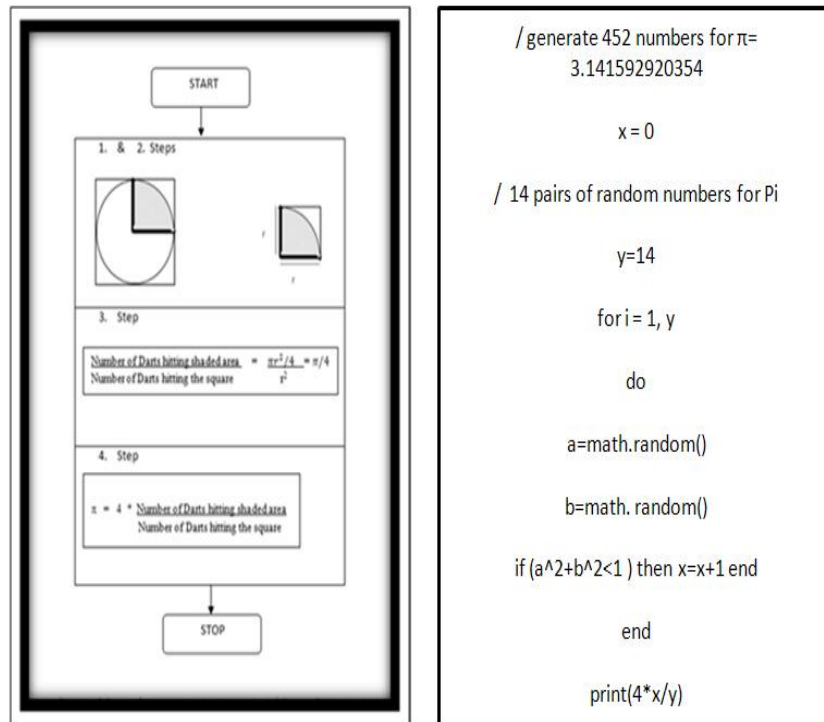 START
1. & 2. Steps
r
r
3. Step
Number of Darts hitting shaded area = πr²/4 = π/4
Number of Darts hitting the square r²
4. Step
π = 4 * Number of Darts hitting shaded area
Number of Darts hitting the square
STOP
/ generate 452 numbers for π=
3.141592920354
x = 0
/ 14 pairs of random numbers for Pi
y=14
for i = 1, y
do
a=math.random()
b=math. random()
if (a^2+b^2<1 ) then x=x+1 end
end
print(4*x/y)